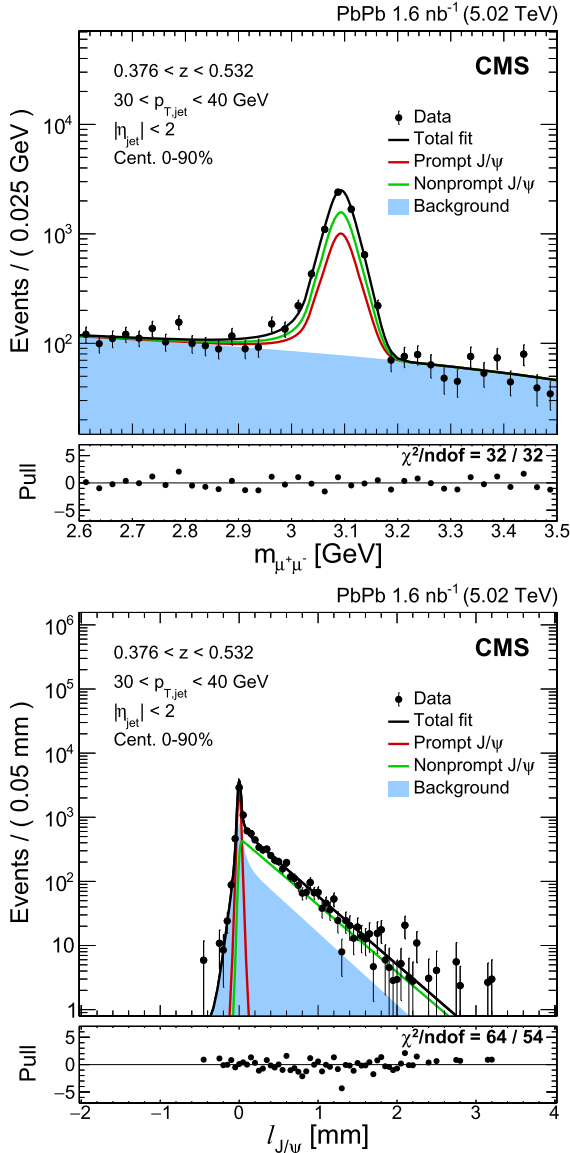 PbPb 1.6 nb⁻¹ (5.02 TeV)
0.376 < z < 0.532
CMS
30 < p_T,jet < 40 GeV
|η_jet| < 2
Cent. 0-90%
Data
Total fit
Prompt J/ψ
Nonprompt J/ψ
Background
Events / ( 0.025 GeV )
10⁴
10³
10²
χ²/ndof = 32 / 32
Pull
5
0
−5
2.6 2.7 2.8 2.9 3 3.1 3.2 3.3 3.4 3.5
m_μ⁺μ⁻ [GeV]
PbPb 1.6 nb⁻¹ (5.02 TeV)
0.376 < z < 0.532
CMS
30 < p_T,jet < 40 GeV
|η_jet| < 2
Cent. 0-90%
Data
Total fit
Prompt J/ψ
Nonprompt J/ψ
Background
Events / ( 0.05 mm )
10⁶
10⁵
10⁴
10³
10²
10
1
χ²/ndof = 64 / 54
Pull
5
0
−5
−2 −1 0 1 2 3 4
l_J/ψ [mm]